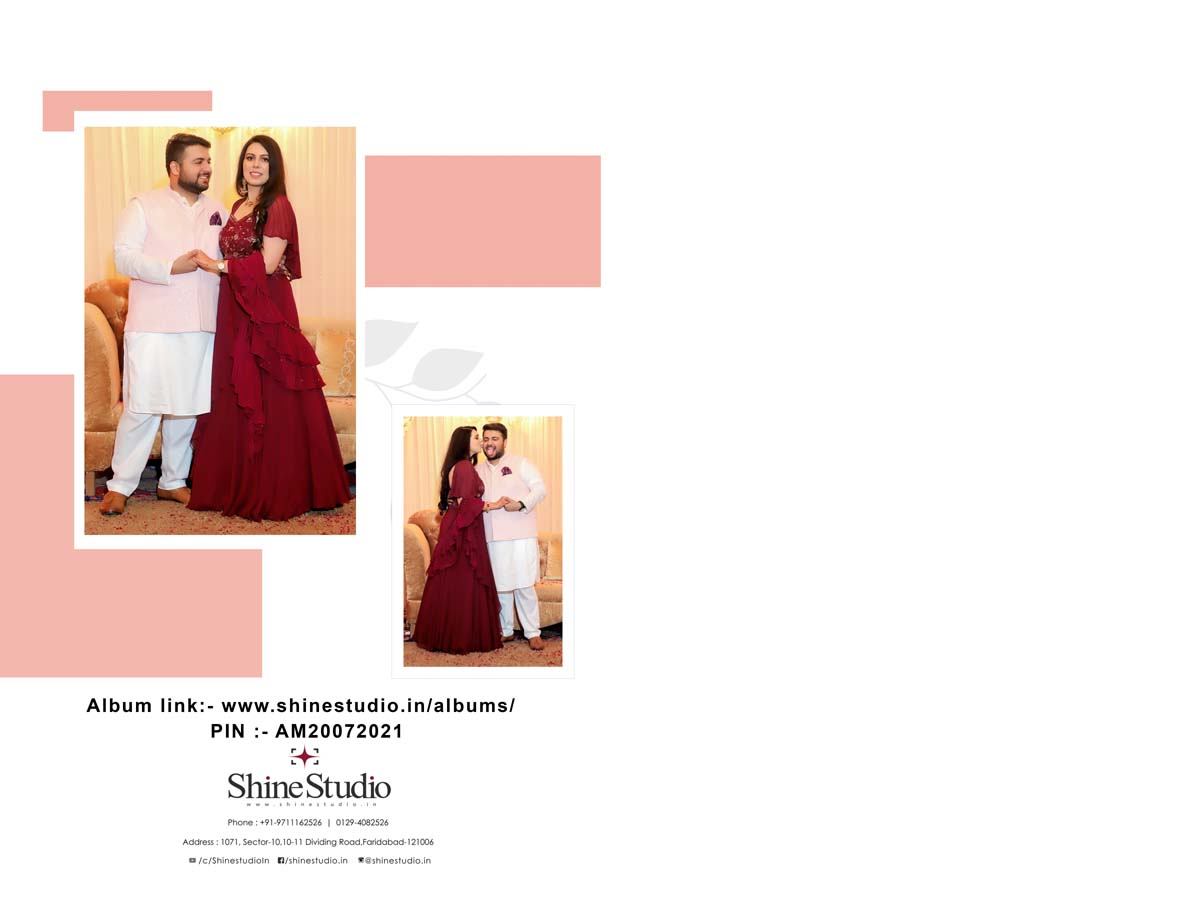 Album link:- www.shinestudio.in/albums/
PIN :- AM20072021
Shine Studio
www.shinestudio.in
Phone : +91-9711162526 | 0129-4082526
Address : 1071, Sector-10,10-11 Dividing Road,Faridabad-121006
/c/ShinestudioIn /shinestudio.in @shinestudio.in